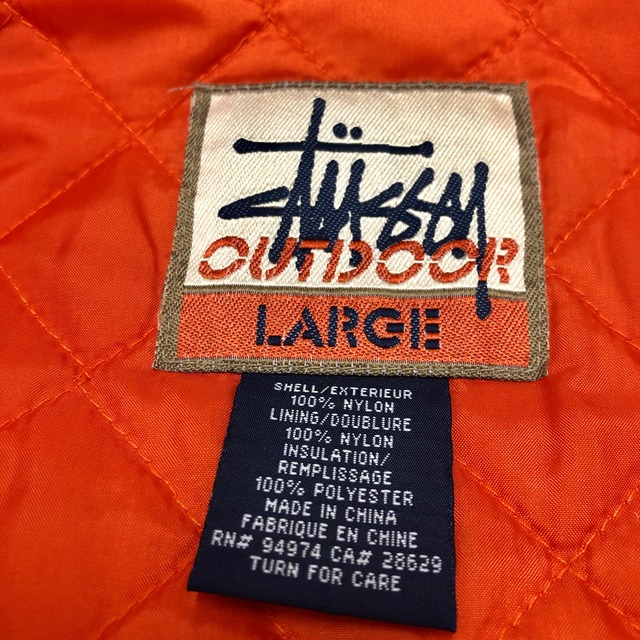 STÜSSY
OUTDOOR
LARGE
SHELL/EXTERIEUR
100% NYLON
LINING/DOUBLURE
100% NYLON
INSULATION/
REMPLISSAGE
100% POLYESTER
MADE IN CHINA
FABRIQUE EN CHINE
RN# 94974 CA# 28629
TURN FOR CARE